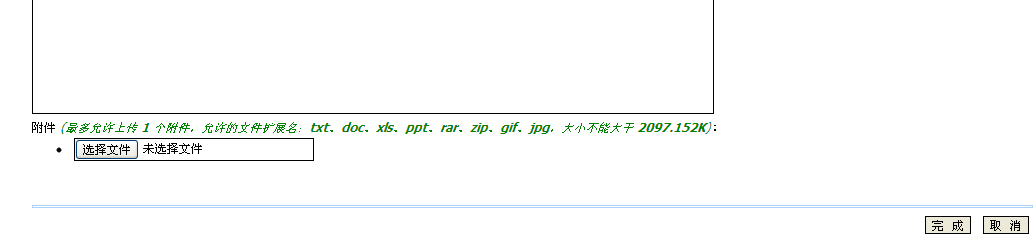 附件 (最多允许上传 1 个附件，允许的文件扩展名：txt、doc、xls、ppt、rar、zip、gif、jpg，大小不能大于 2097.152K)：
选择文件 未选择文件
完 成 取 消